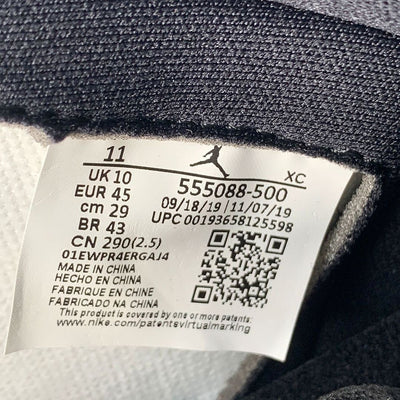 11 XC
UK 10 555088-500
EUR 45 09/18/19 | 11/07/19
cm 29 UPC 00193658125598
BR 43
CN 290(2.5)
01EWPR4ERGAJ4
MADE IN CHINA
HECHO EN CHINA
FABRIQUE EN CHINE
FABRICADO NA CHINA
This product is covered by one or more patents:
www.nike.com/patentsvirtualmarking